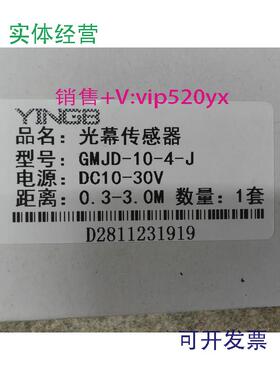 实体经营
销售+V:vip520yx
YINGB
品名: 光幕传感器
型号: GMJD-10-4-J
电源: DC10-30V
距离: 0.3-3.0M 数量: 1套
D2811231919
可开发票